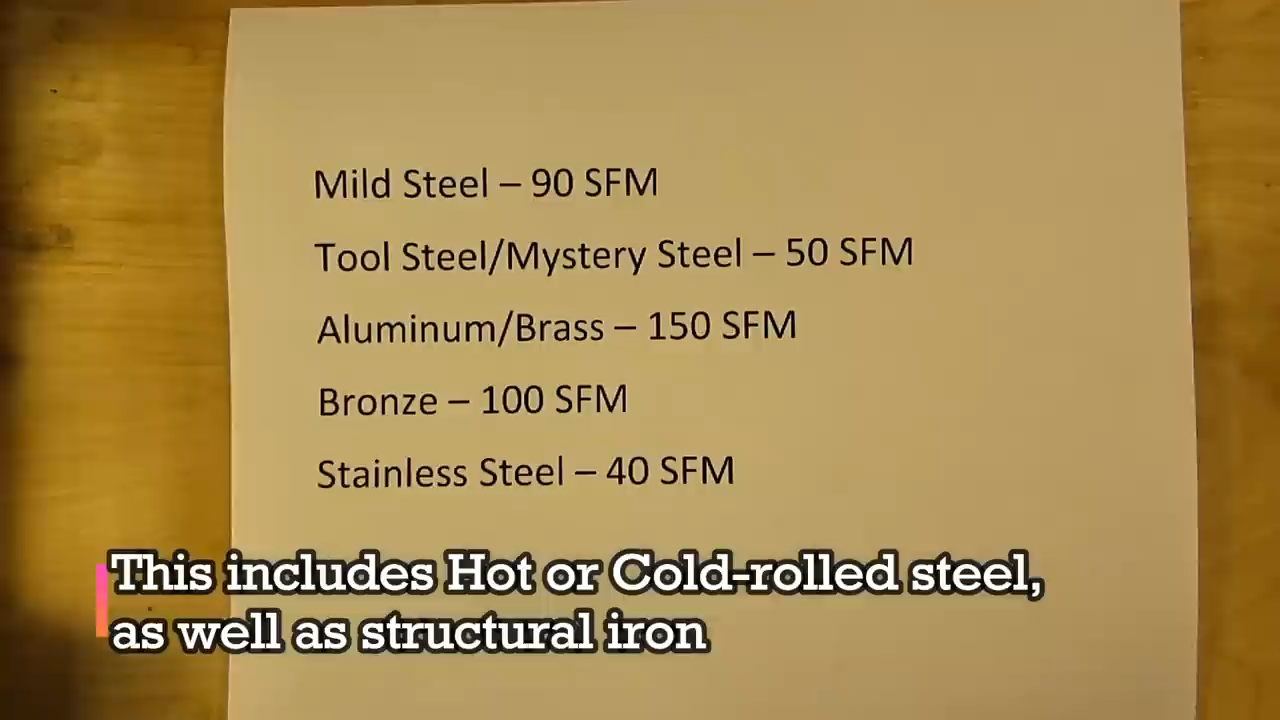 Mild Steel – 90 SFM
Tool Steel/Mystery Steel – 50 SFM
Aluminum/Brass – 150 SFM
Bronze – 100 SFM
Stainless Steel – 40 SFM
This includes Hot or Cold-rolled steel,
as well as structural iron